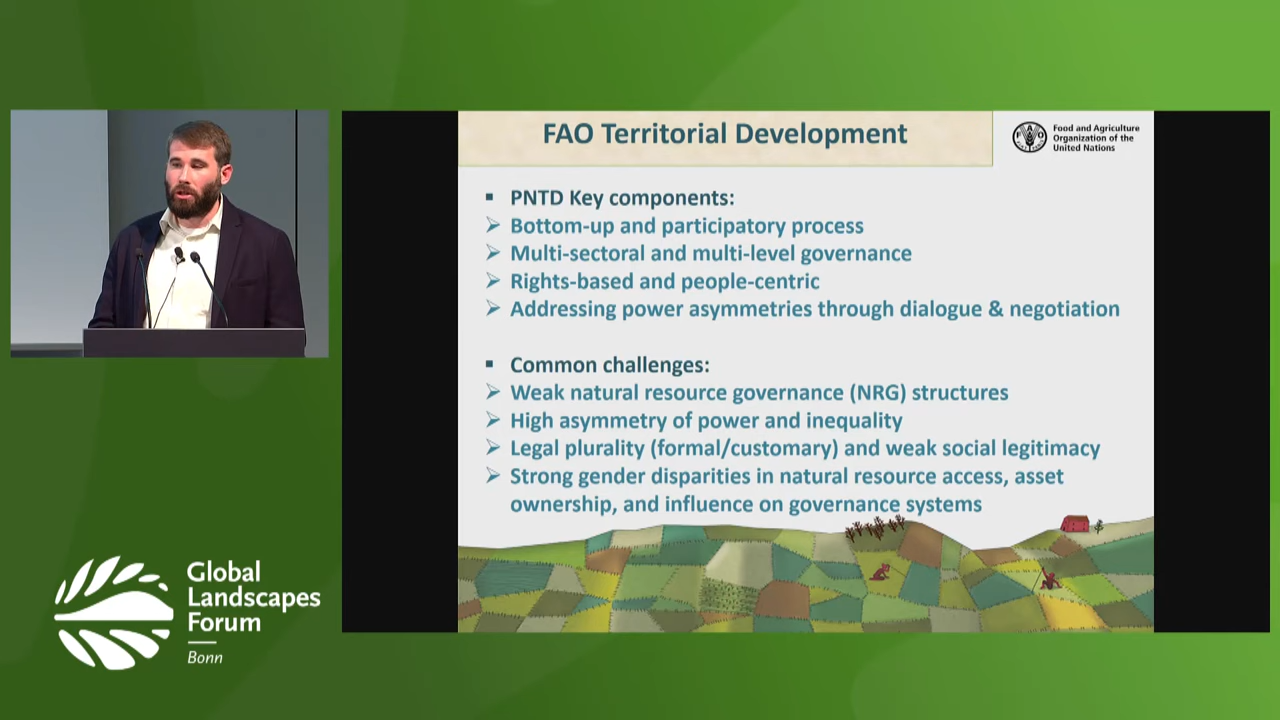 FAO Territorial Development
Food and Agriculture
Organization of the
United Nations
PNTD Key components:
Bottom-up and participatory process
Multi-sectoral and multi-level governance
Rights-based and people-centric
Addressing power asymmetries through dialogue & negotiation
Common challenges:
Weak natural resource governance (NRG) structures
High asymmetry of power and inequality
Legal plurality (formal/customary) and weak social legitimacy
Strong gender disparities in natural resource access, asset
ownership, and influence on governance systems
Global
Landscapes
Forum
Bonn